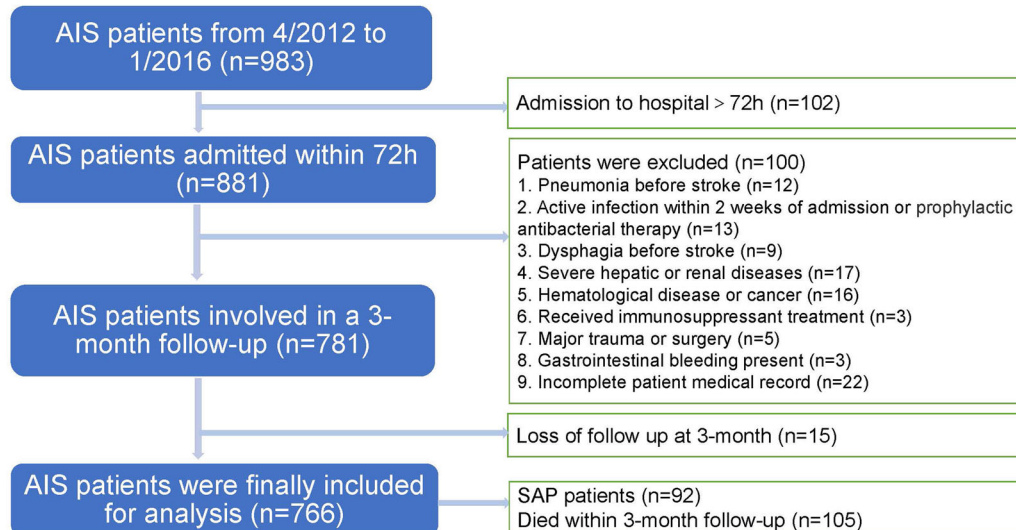 AIS patients from 4/2012 to
1/2016 (n=983)
Admission to hospital > 72h (n=102)
AIS patients admitted within 72h
(n=881)
Patients were excluded (n=100)
1. Pneumonia before stroke (n=12)
2. Active infection within 2 weeks of admission or prophylactic
antibacterial therapy (n=13)
3. Dysphagia before stroke (n=9)
4. Severe hepatic or renal diseases (n=17)
5. Hematological disease or cancer (n=16)
6. Received immunosuppressant treatment (n=3)
7. Major trauma or surgery (n=5)
8. Gastrointestinal bleeding present (n=3)
9. Incomplete patient medical record (n=22)
AIS patients involved in a 3-
month follow-up (n=781)
Loss of follow up at 3-month (n=15)
AIS patients were finally included
for analysis (n=766)
SAP patients (n=92)
Died within 3-month follow-up (n=105)